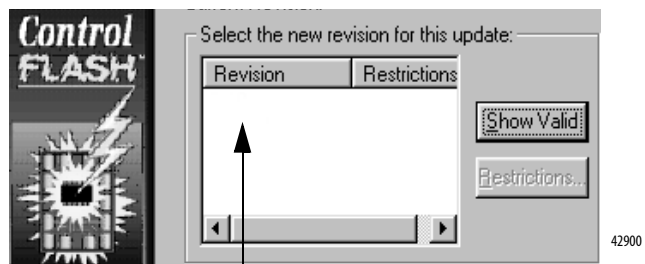 Control
FLASH
Select the new revision for this update:
Revision Restrictions
Show Valid
Restrictions...
42900